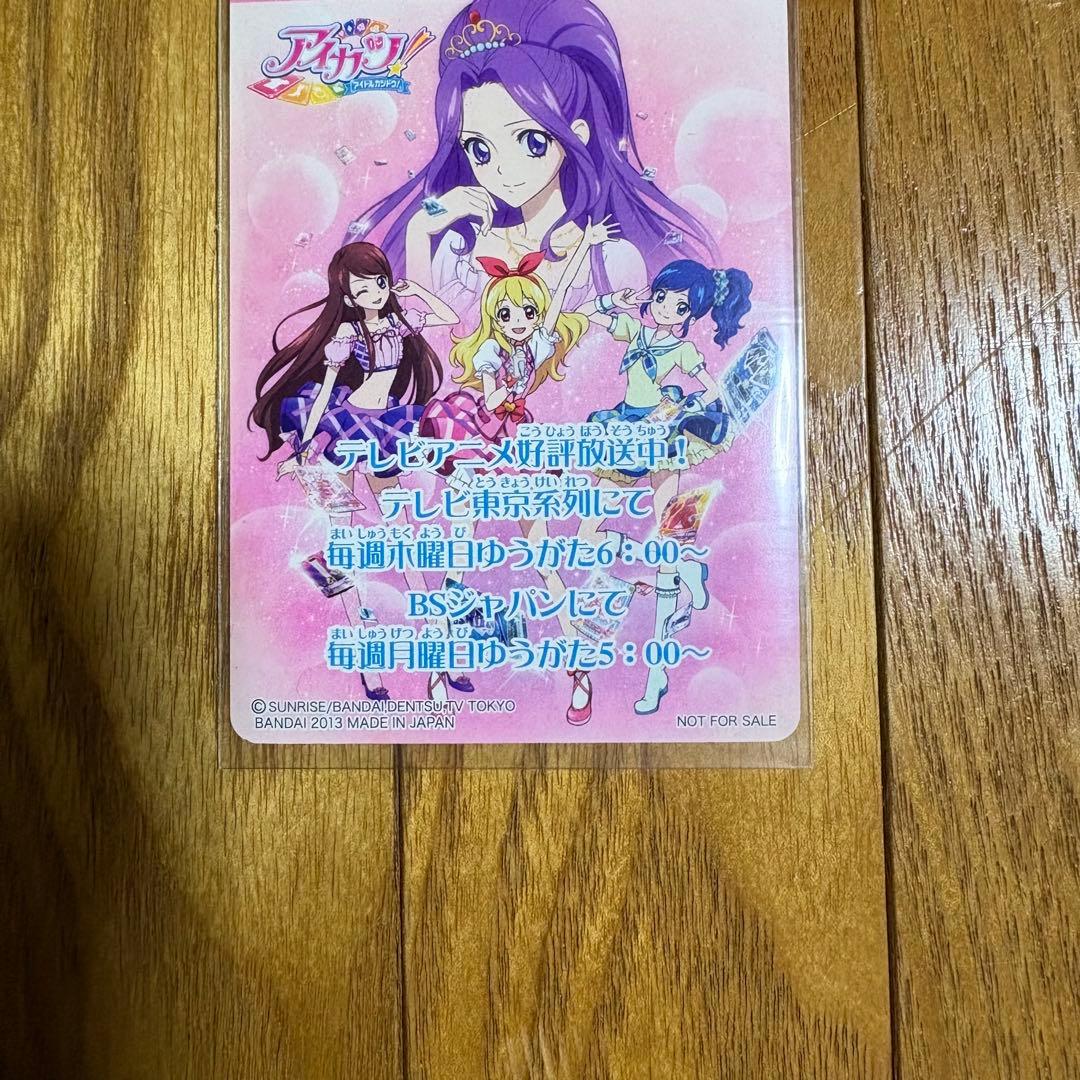 アイカツ!
アイドルカツドウ!
こうひょうほうそうちゅう
テレビアニメ好評放送中！
とうきょうけいれつ
テレビ東京系列にて
まいしゅうもくようび
毎週木曜日ゆうがた6：00～
BSジャパンにて
まいしゅうげつようび
毎週月曜日ゆうがた5：00～
©SUNRISE/BANDAI,DENTSU,TV TOKYO
BANDAI 2013 MADE IN JAPAN
NOT FOR SALE